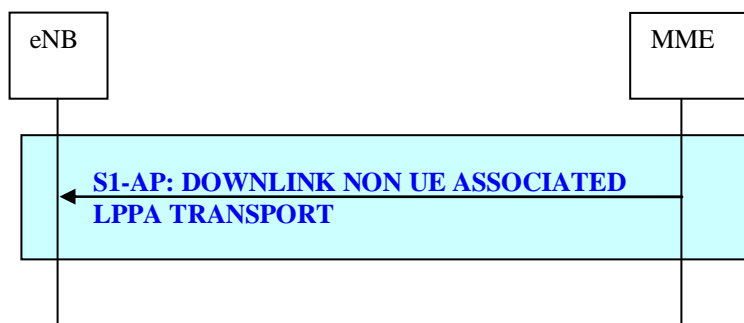 eNB
MME
S1-AP: DOWNLINK NON UE ASSOCIATED
LPPA TRANSPORT